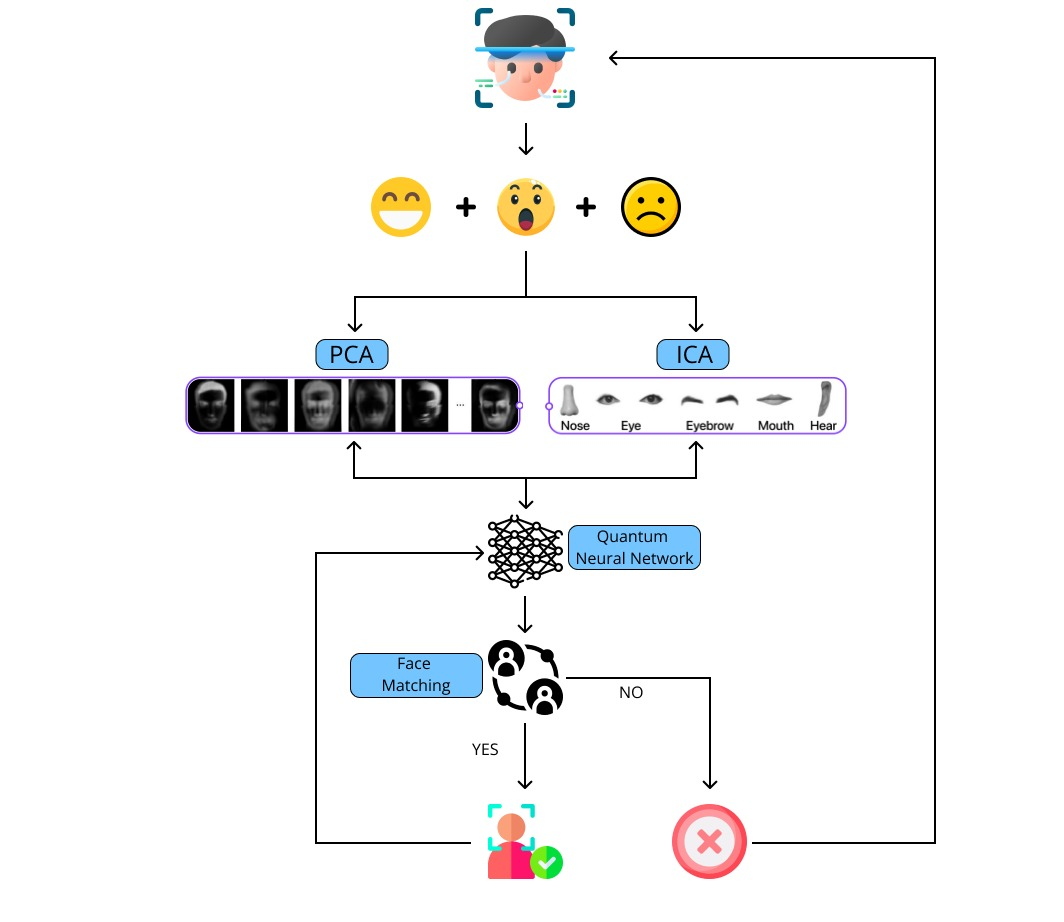 PCA
ICA
...
Nose Eye Eyebrow Mouth Hear
Quantum
Neural Network
Face
Matching
NO
YES